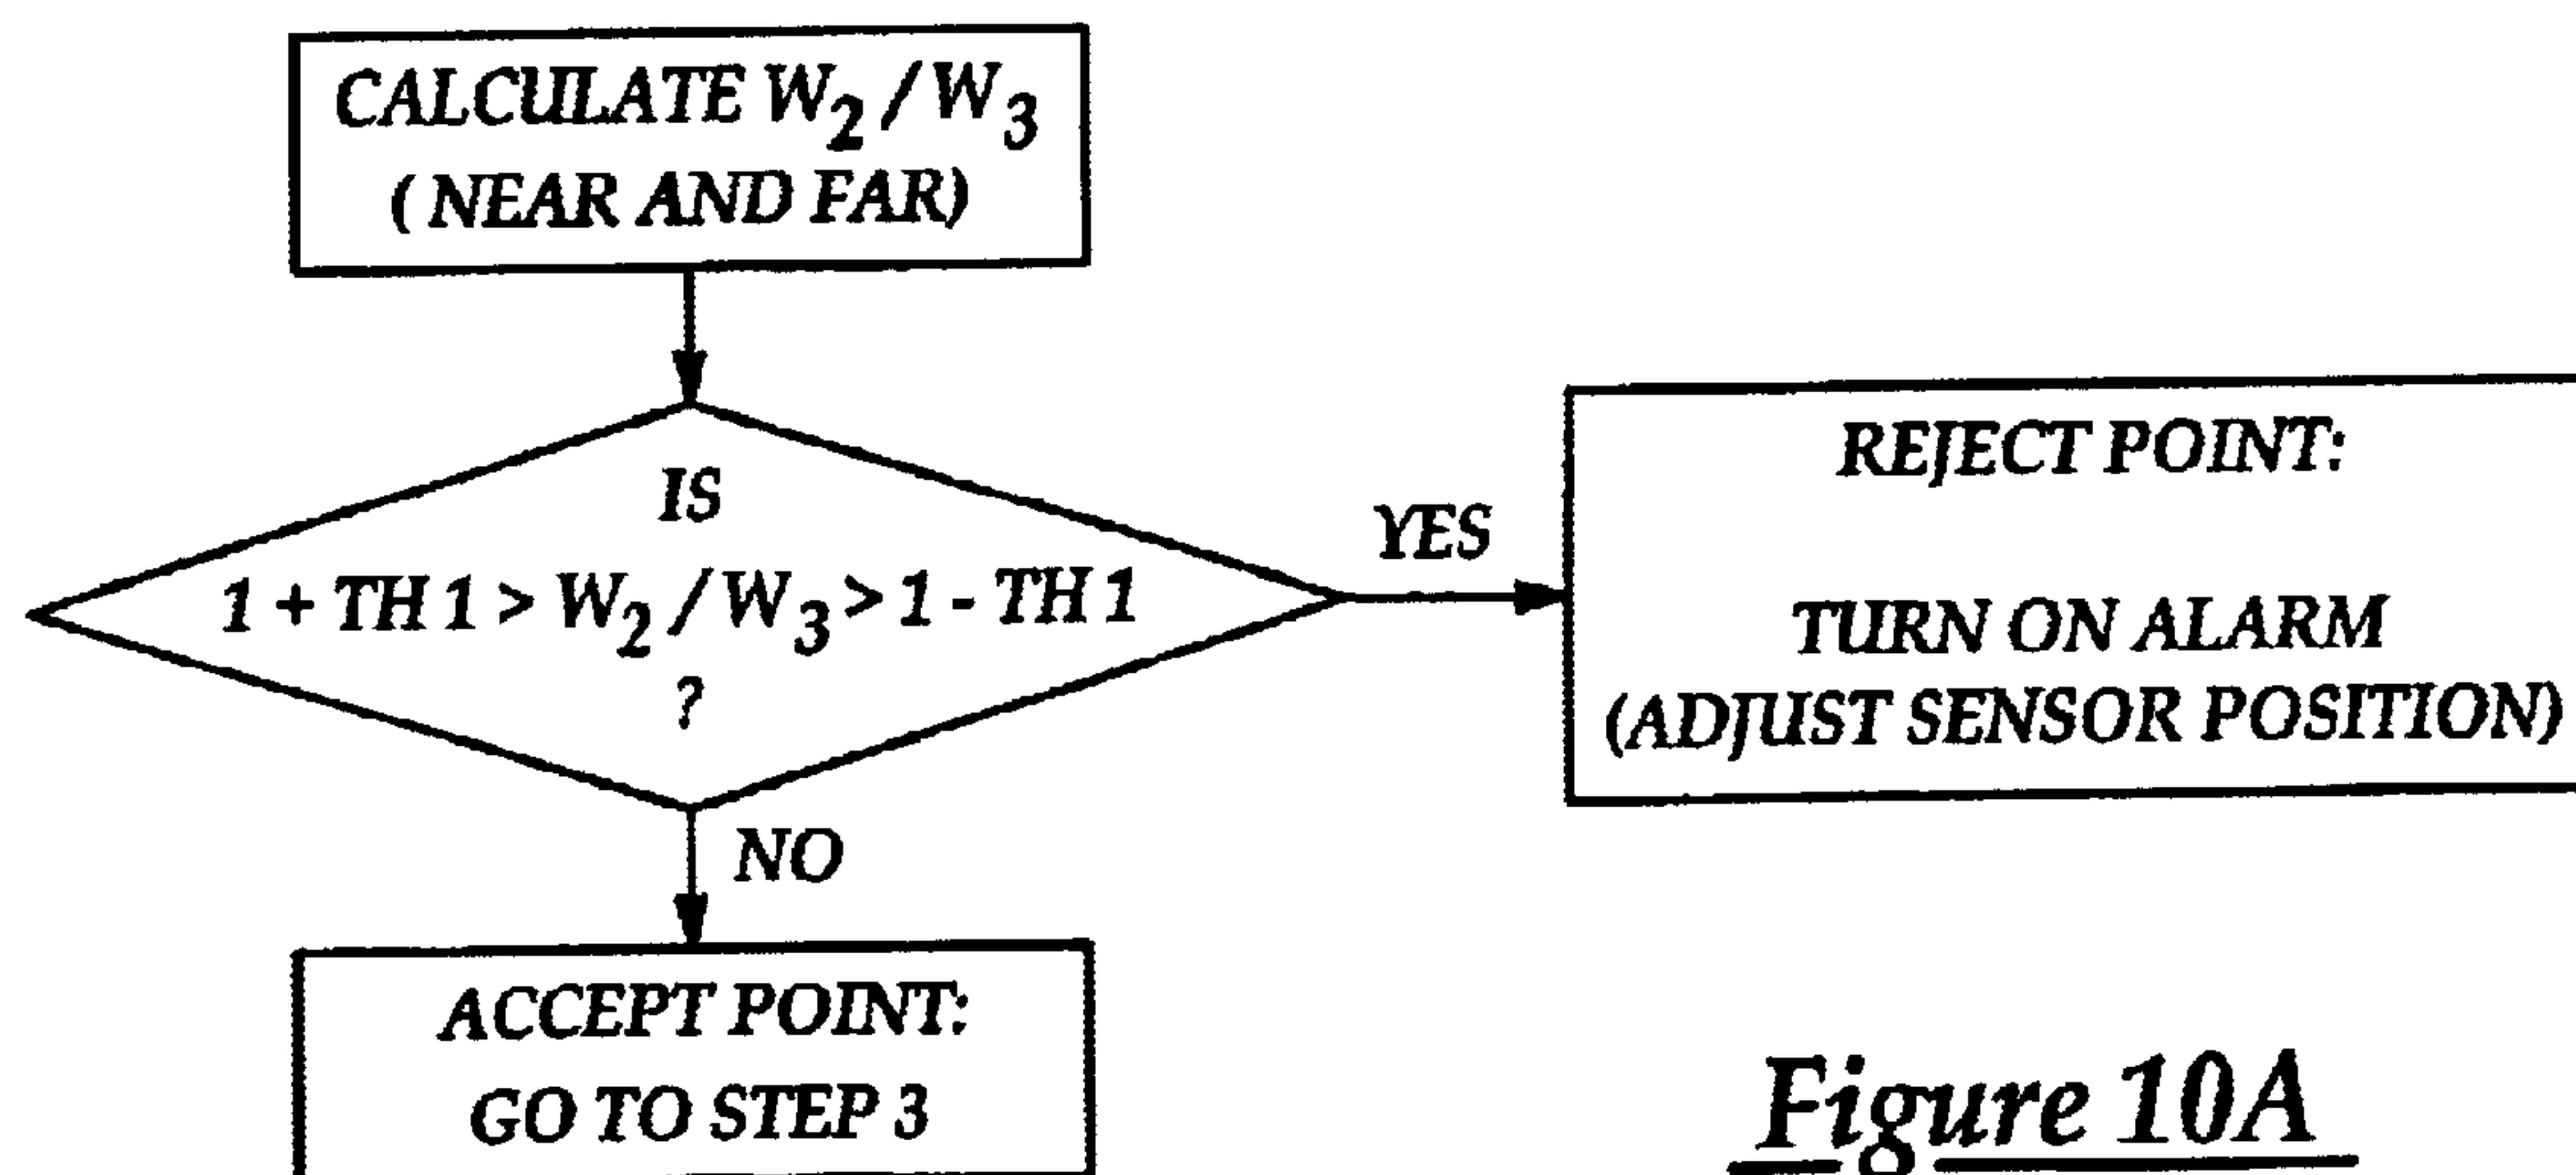 CALCULATE W₂ / W₃
( NEAR AND FAR)
IS
1 + TH 1 > W₂ / W₃ > 1 - TH 1
?
YES
REJECT POINT:
TURN ON ALARM
(ADJUST SENSOR POSITION)
NO
ACCEPT POINT:
GO TO STEP 3
Figure 10A